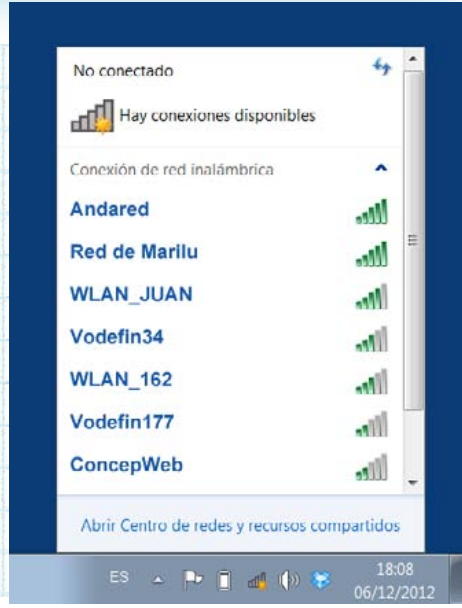 No conectado
Hay conexiones disponibles
Conexión de red inalámbrica
Andared
Red de Marilu
WLAN_JUAN
Vodefin34
WLAN_162
Vodefin177
ConcepWeb
Abrir Centro de redes y recursos compartidos
ES
18:08
06/12/2012